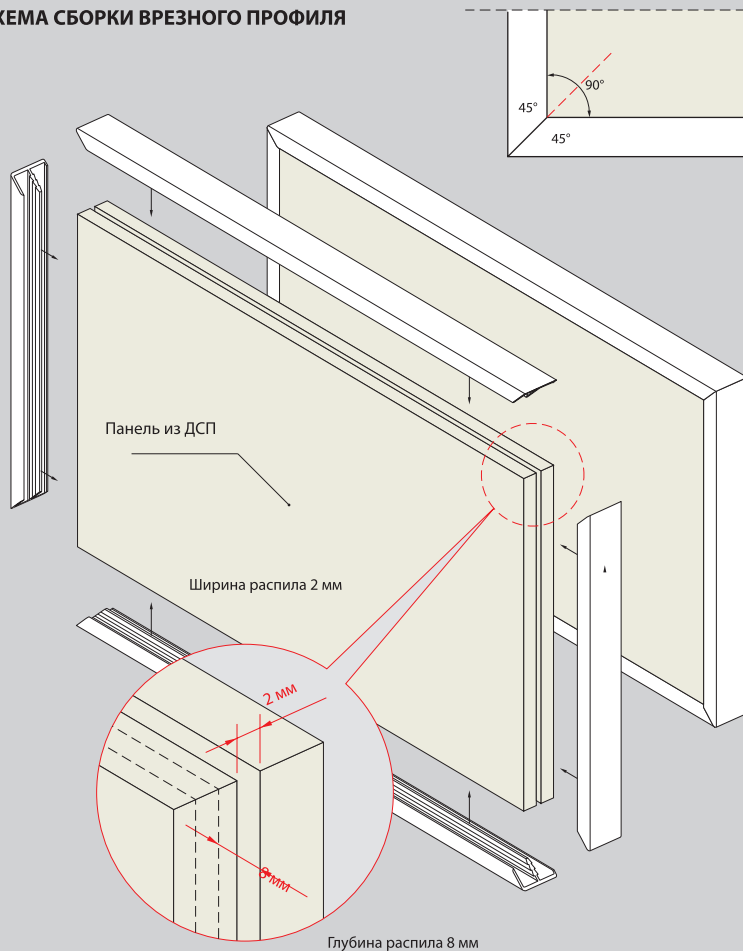 ХЕМА СБОРКИ ВРЕЗНОГО ПРОФИЛЯ
90°
45°
45°
Панель из ДСП
Ширина распила 2 мм
2 мм
8 мм
Глубина распила 8 мм